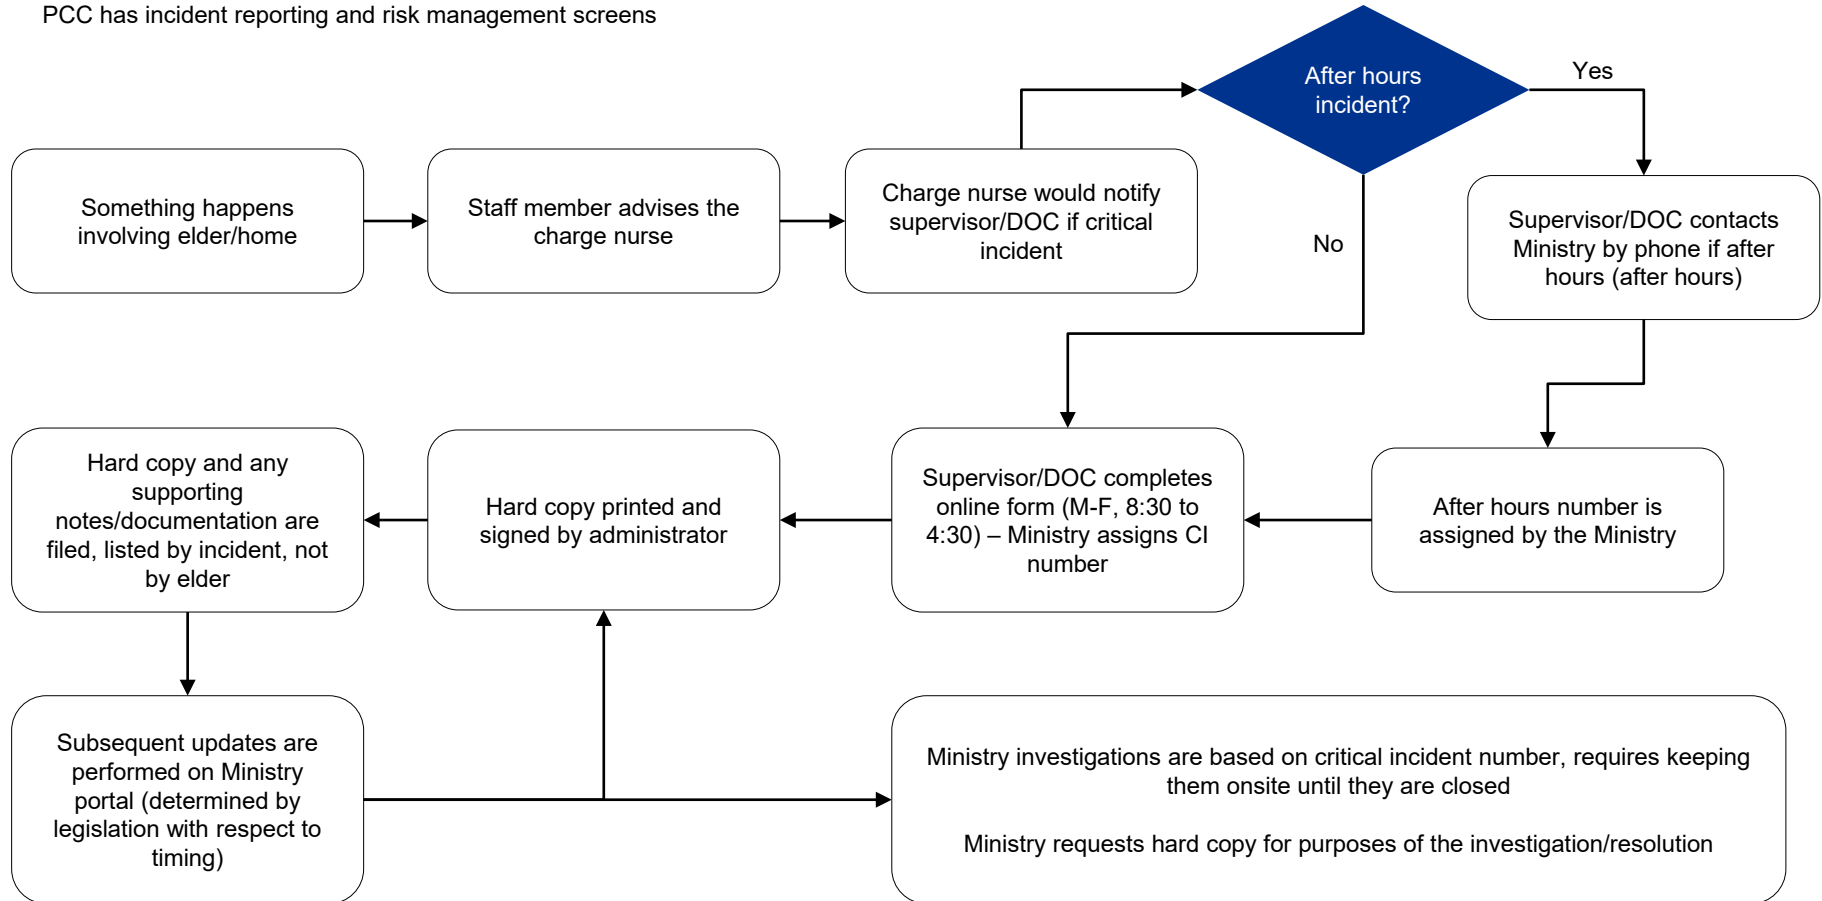 PCC has incident reporting and risk management screens
After hours
incident?
Yes
No
Something happens
involving elder/home
Staff member advises the
charge nurse
Charge nurse would notify
supervisor/DOC if critical
incident
Supervisor/DOC contacts
Ministry by phone if after
hours (after hours)
Hard copy and any
supporting
notes/documentation are
filed, listed by incident, not
by elder
Hard copy printed and
signed by administrator
Supervisor/DOC completes
online form (M-F, 8:30 to
4:30) – Ministry assigns CI
number
After hours number is
assigned by the Ministry
Subsequent updates are
performed on Ministry
portal (determined by
legislation with respect to
timing)
Ministry investigations are based on critical incident number, requires keeping
them onsite until they are closed
Ministry requests hard copy for purposes of the investigation/resolution